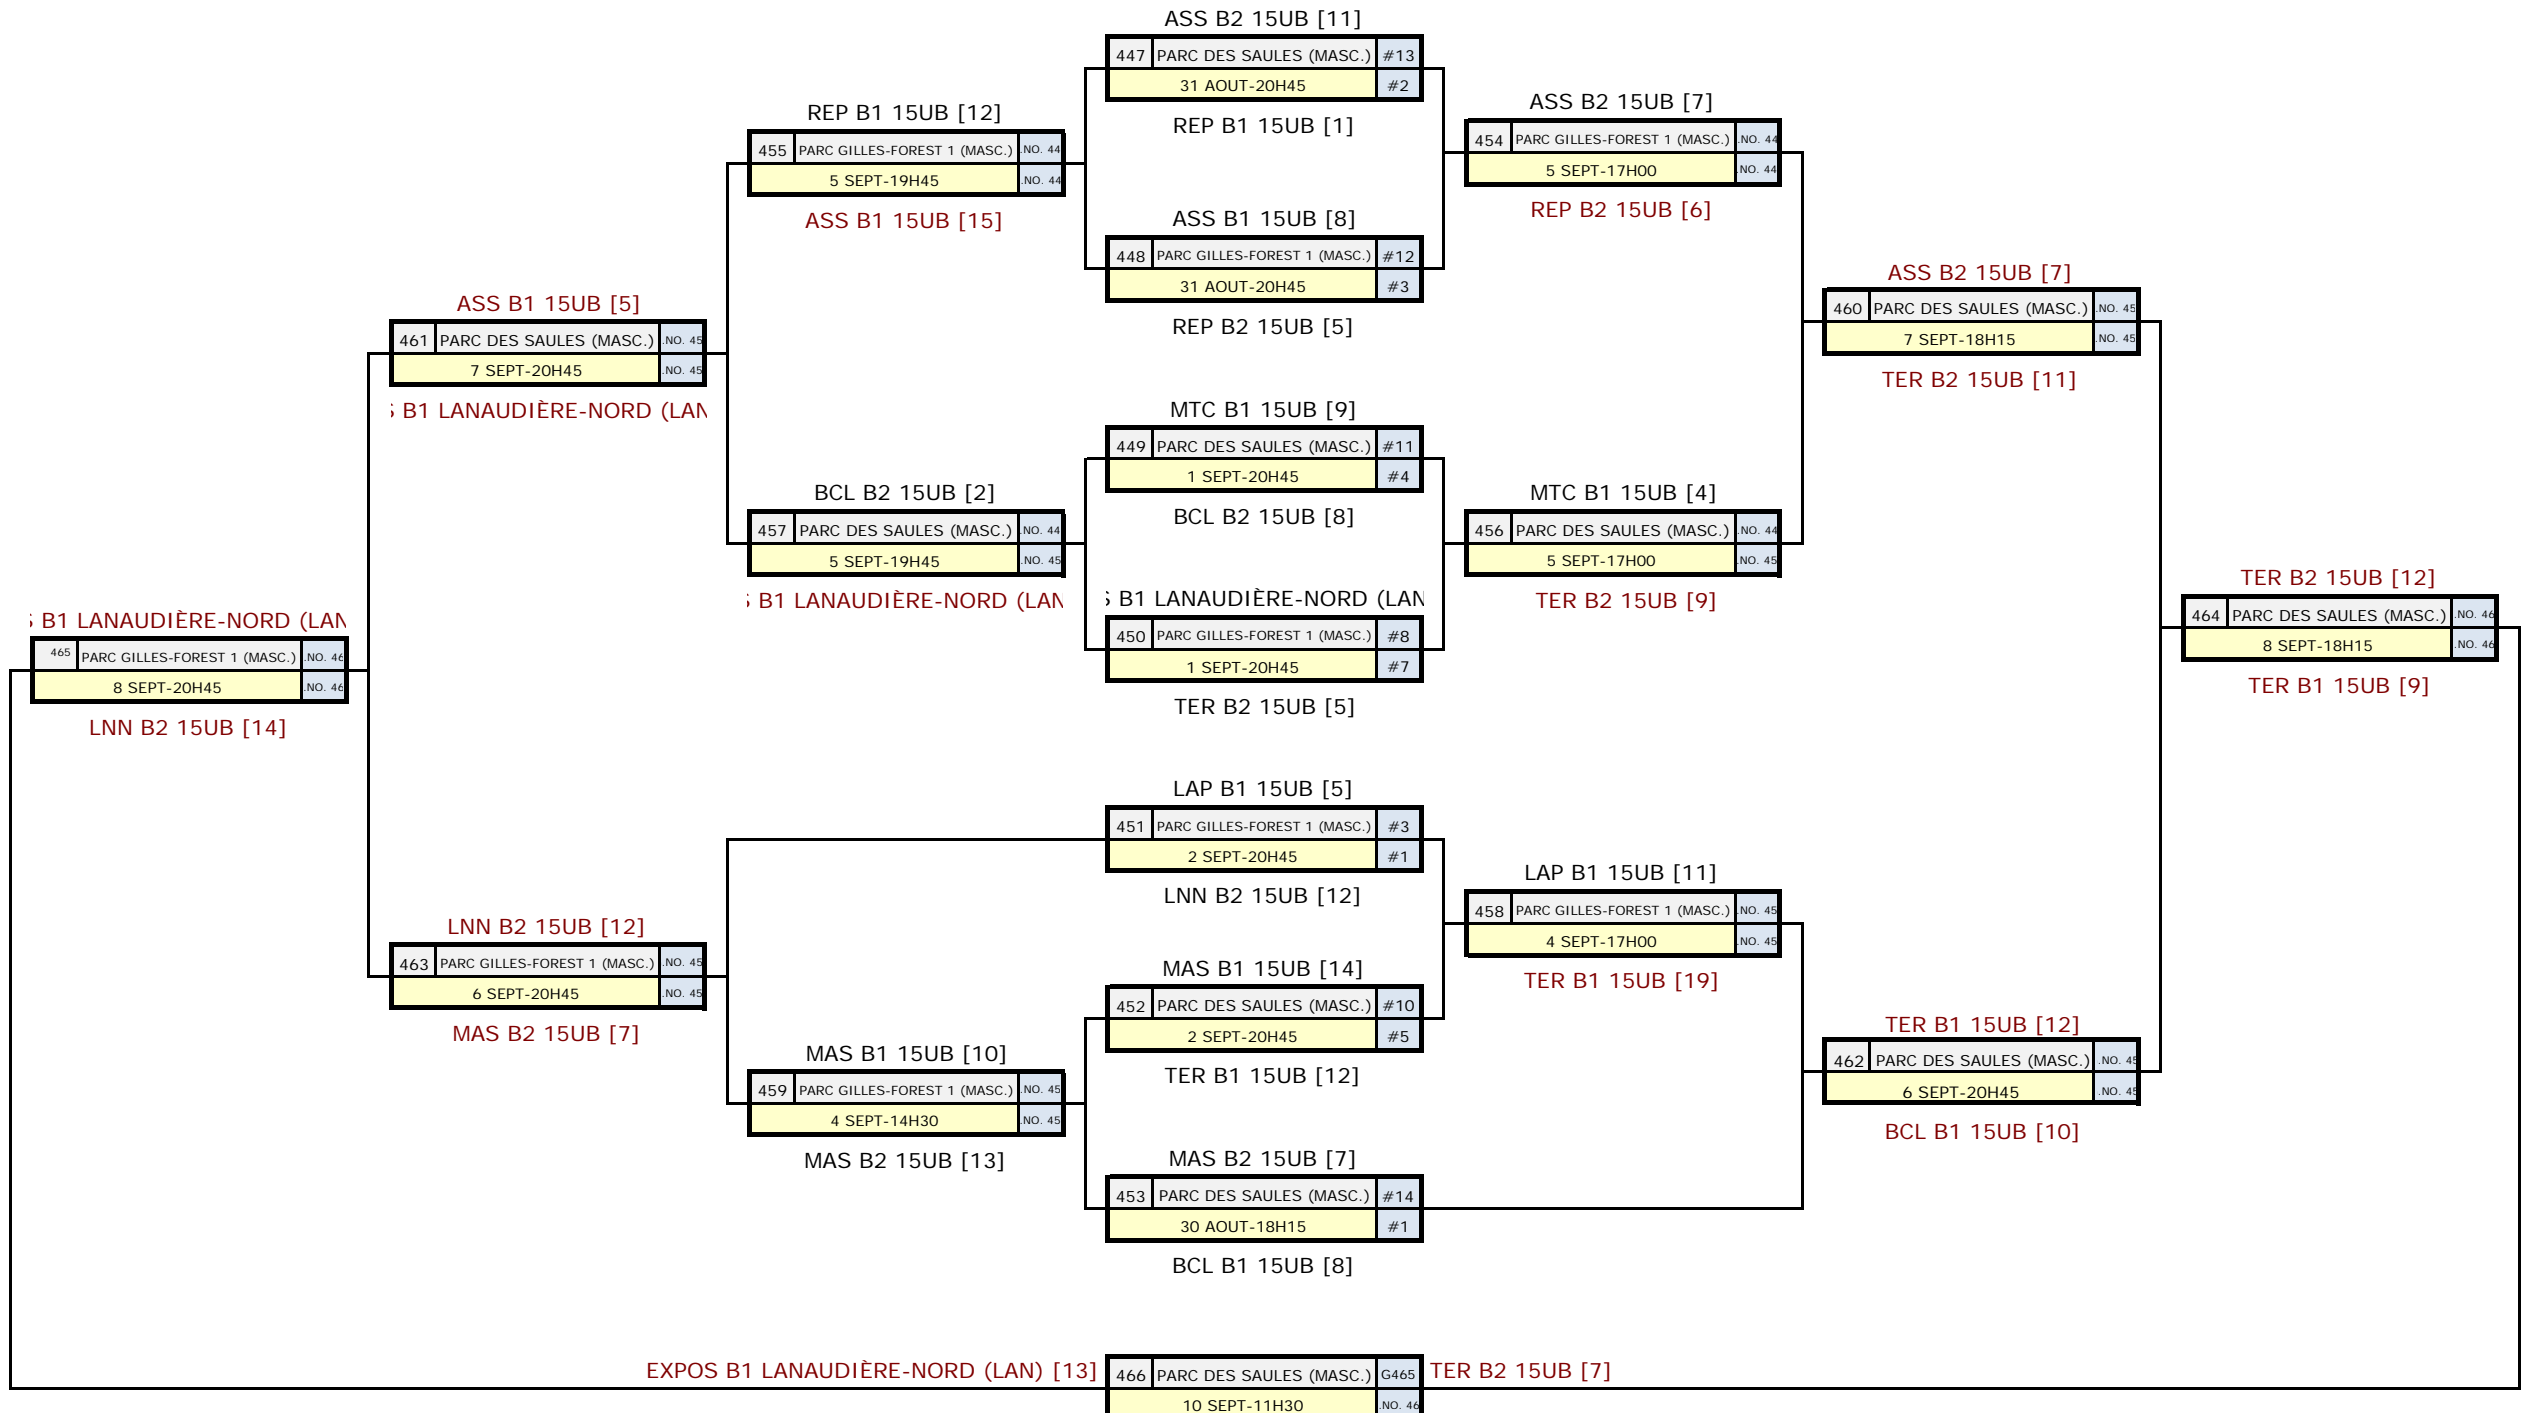 ASS B2 15UB [11]
447 PARC DES SAULES (MASC.) #13
31 AOUT-20H45 #2
REP B1 15UB [1]
REP B1 15UB [12]
455 PARC GILLES-FOREST 1 (MASC.) .NO. 44
5 SEPT-19H45 .NO. 44
ASS B1 15UB [15]
ASS B2 15UB [7]
454 PARC GILLES-FOREST 1 (MASC.) .NO. 44
5 SEPT-17H00 .NO. 44
REP B2 15UB [6]
ASS B1 15UB [8]
448 PARC GILLES-FOREST 1 (MASC.) #12
31 AOUT-20H45 #3
REP B2 15UB [5]
ASS B1 15UB [5]
461 PARC DES SAULES (MASC.) .NO. 45
7 SEPT-20H45 .NO. 45
B1 LANAUDIÈRE-NORD (LAN
ASS B2 15UB [7]
460 PARC DES SAULES (MASC.) .NO. 45
7 SEPT-18H15 .NO. 45
TER B2 15UB [11]
MTC B1 15UB [9]
449 PARC DES SAULES (MASC.) #11
1 SEPT-20H45 #4
BCL B2 15UB [8]
BCL B2 15UB [2]
457 PARC DES SAULES (MASC.) .NO. 44
5 SEPT-19H45 .NO. 45
B1 LANAUDIÈRE-NORD (LAN
MTC B1 15UB [4]
456 PARC DES SAULES (MASC.) .NO. 44
5 SEPT-17H00 .NO. 45
TER B2 15UB [9]
B1 LANAUDIÈRE-NORD (LAN
450 PARC GILLES-FOREST 1 (MASC.) #8
1 SEPT-20H45 #7
TER B2 15UB [5]
B1 LANAUDIÈRE-NORD (LAN
465 PARC GILLES-FOREST 1 (MASC.) .NO. 46
8 SEPT-20H45 .NO. 46
LNN B2 15UB [14]
TER B2 15UB [12]
464 PARC DES SAULES (MASC.) .NO. 46
8 SEPT-18H15 .NO. 46
TER B1 15UB [9]
LAP B1 15UB [5]
451 PARC GILLES-FOREST 1 (MASC.) #3
2 SEPT-20H45 #1
LNN B2 15UB [12]
LAP B1 15UB [11]
458 PARC GILLES-FOREST 1 (MASC.) .NO. 45
4 SEPT-17H00 .NO. 45
TER B1 15UB [19]
LNN B2 15UB [12]
463 PARC GILLES-FOREST 1 (MASC.) .NO. 45
6 SEPT-20H45 .NO. 45
MAS B2 15UB [7]
MAS B1 15UB [14]
452 PARC DES SAULES (MASC.) #10
2 SEPT-20H45 #5
TER B1 15UB [12]
TER B1 15UB [12]
462 PARC DES SAULES (MASC.) .NO. 45
6 SEPT-20H45 .NO. 45
BCL B1 15UB [10]
MAS B1 15UB [10]
459 PARC GILLES-FOREST 1 (MASC.) .NO. 45
4 SEPT-14H30 .NO. 45
MAS B2 15UB [13]
MAS B2 15UB [7]
453 PARC DES SAULES (MASC.) #14
30 AOUT-18H15 #1
BCL B1 15UB [8]
EXPOS B1 LANAUDIÈRE-NORD (LAN) [13] 466 PARC DES SAULES (MASC.) G465 TER B2 15UB [7]
10 SEPT-11H30 .NO. 46